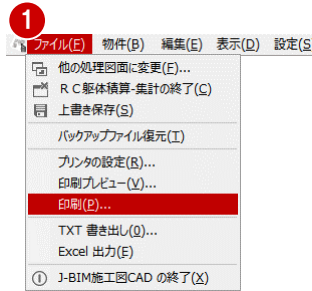 1
ファイル(F) 物件(B) 編集(E) 表示(D) 設定(S
他の処理図面に変更(F)...
ＲＣ躯体積算-集計の終了(C)
上書き保存(S)
バックアップファイル復元(T)
プリンタの設定(R)...
印刷プレビュー(V)...
印刷(P)...
TXT 書き出し(0)...
Excel 出力(E)
J-BIM施工図CAD の終了(X)